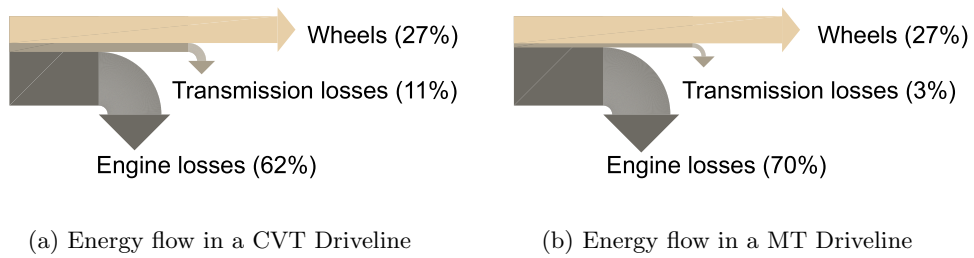 Wheels (27%)
Transmission losses (11%)
Engine losses (62%)
(a) Energy flow in a CVT Driveline
Wheels (27%)
Transmission losses (3%)
Engine losses (70%)
(b) Energy flow in a MT Driveline